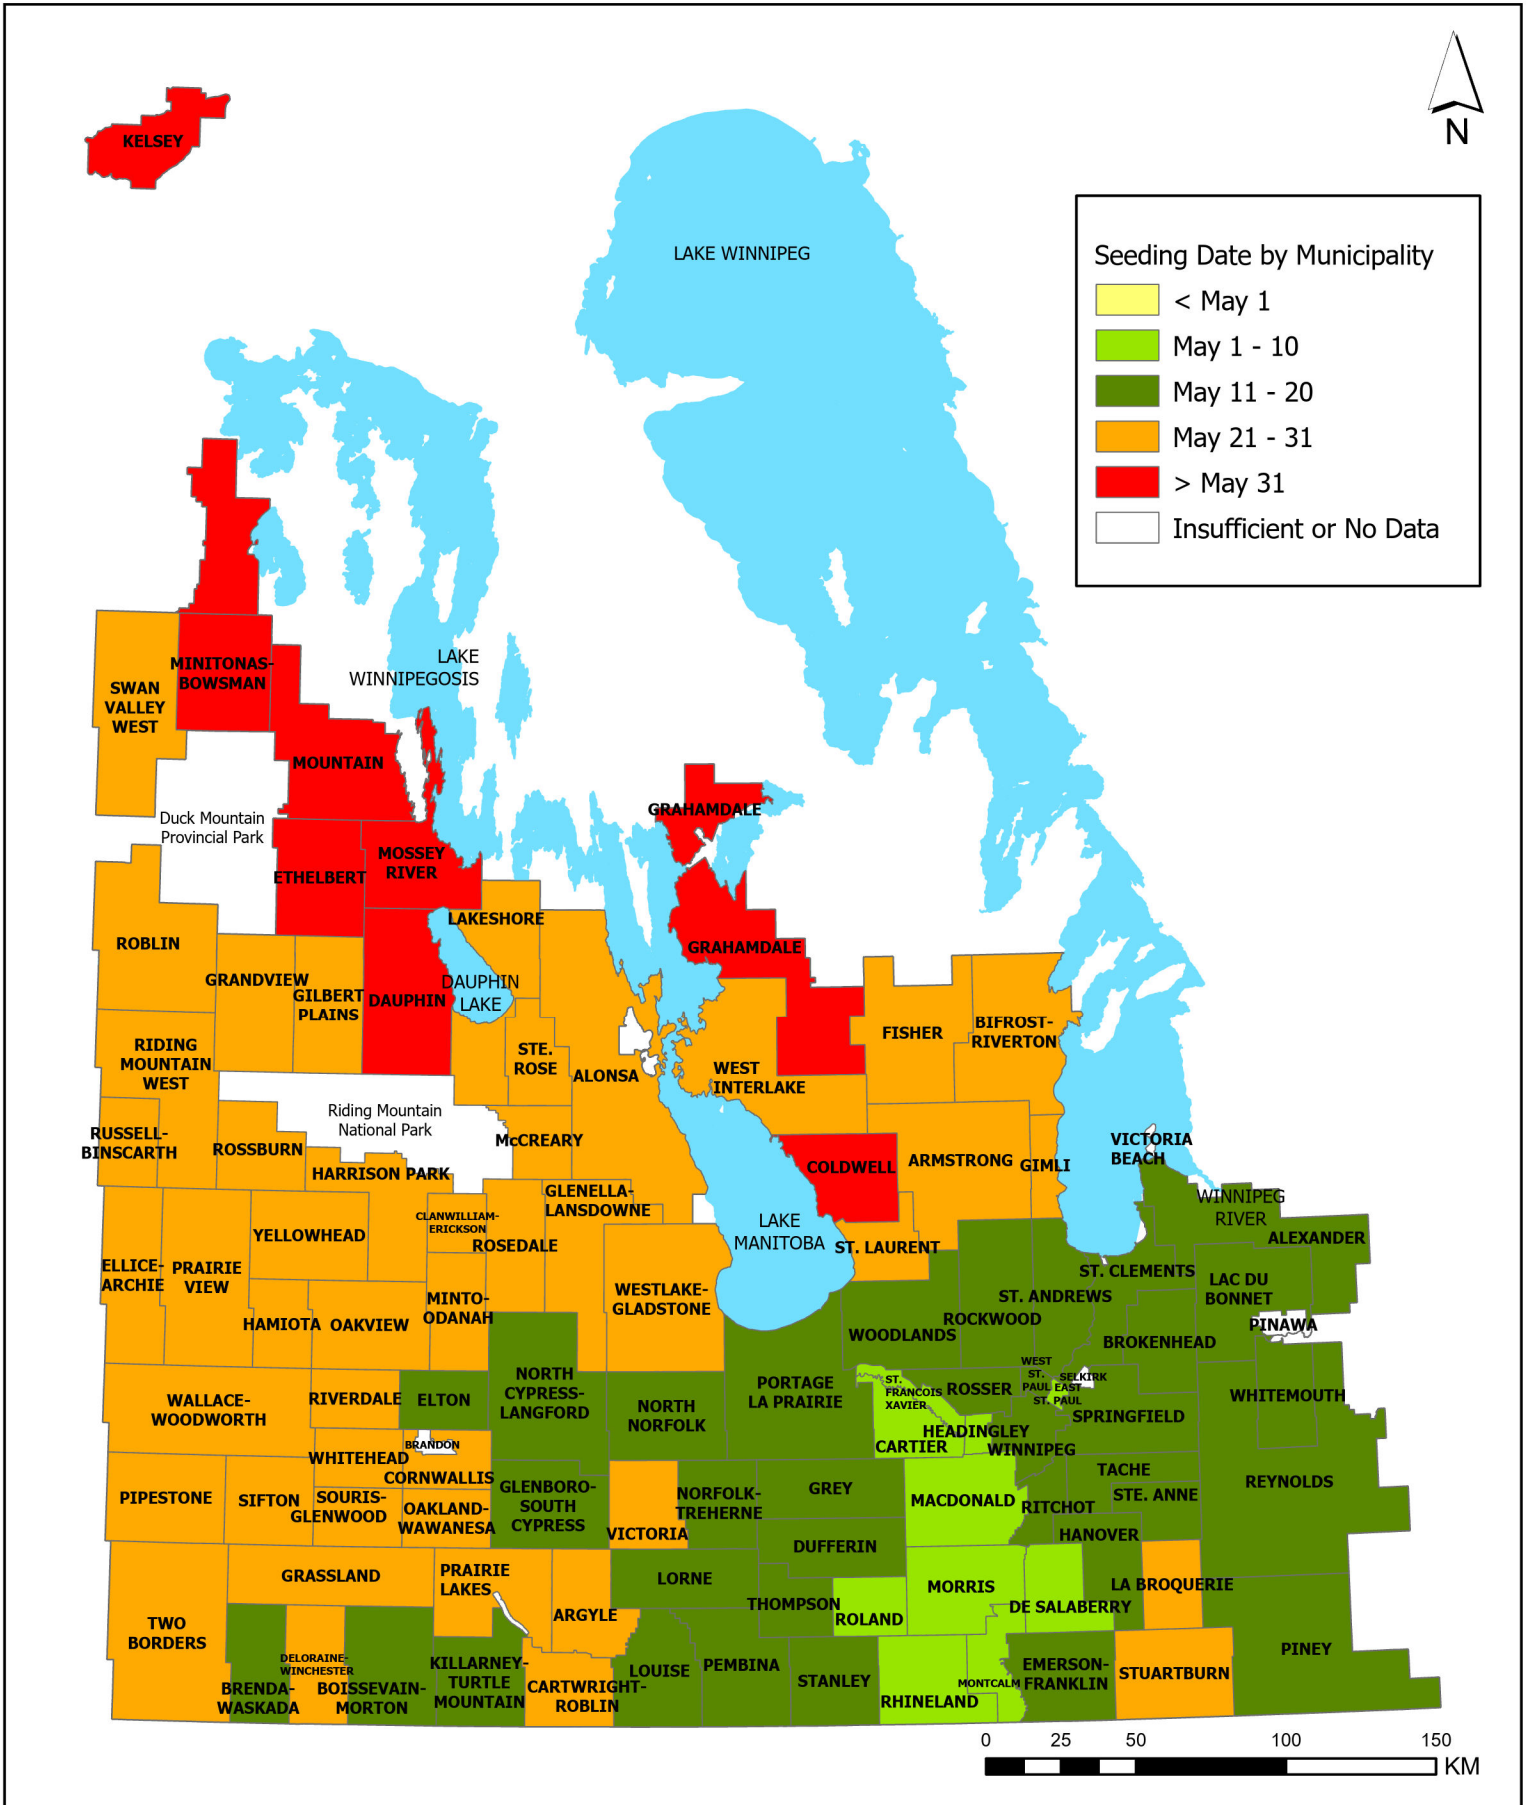 N
KELSEY
LAKE WINNIPEG
Seeding Date by Municipality
< May 1
May 1 - 10
May 11 - 20
May 21 - 31
> May 31
Insufficient or No Data
LAKE
WINNIPEGOSIS
MINITONAS-
BOWSMAN
SWAN
VALLEY
WEST
MOUNTAIN
Duck Mountain
Provincial Park
GRAHAMDALE
MOSSEY
RIVER
ETHELBERT
LAKESHORE
ROBLIN
GRAHAMDALE
GRANDVIEW
GILBERT
PLAINS
DAUPHIN
DAUPHIN
LAKE
FISHER
BIFROST-
RIVERTON
RIDING
MOUNTAIN
WEST
STE.
ROSE
ALONSA
WEST
INTERLAKE
Riding Mountain
National Park
RUSSELL-
BINSCARTH
ROSSBURN
McCREARY
HARRISON PARK
COLDWELL
ARMSTRONG
GIMLI
VICTORIA
BEACH
GLENELLA-
LANSDOWNE
WINNIPEG
RIVER
CLANWILLIAM-
ERICKSON
YELLOWHEAD
ROSEDALE
LAKE
MANITOBA
ST. LAURENT
ALEXANDER
ELLICE-
ARCHIE
PRAIRIE
VIEW
ST. CLEMENTS
LAC DU
BONNET
MINTO-
ODANAH
WESTLAKE-
GLADSTONE
ST. ANDREWS
HAMIOTA
OAKVIEW
ROCKWOOD
WOODLANDS
BROKENHEAD
PINAWA
WALLACE-
WOODWORTH
RIVERDALE
ELTON
NORTH
CYPRESS-
LANGFORD
NORTH
NORFOLK
PORTAGE
LA PRAIRIE
ST.
FRANCOIS
XAVIER
ROSSER
WEST
ST.
PAUL
EAST
ST. PAUL
SELKIRK
WHITEMOUTH
SPRINGFIELD
HEADINGLEY
CARTIER
WINNIPEG
BRANDON
WHITEHEAD
CORNWALLIS
TACHE
REYNOLDS
PIPESTONE
SIFTON
SOURIS-
GLENWOOD
OAKLAND-
WAWANESA
GLENBORO-
SOUTH
CYPRESS
VICTORIA
NORFOLK-
TREHERNE
GREY
MACDONALD
RITCHOT
STE. ANNE
HANOVER
DUFFERIN
GRASSLAND
PRAIRIE
LAKES
LORNE
MORRIS
LA BROQUERIE
TWO
BORDERS
ARGYLE
THOMPSON
ROLAND
DE SALABERRY
DELORAINE-
WINCHESTER
BRENDA-
WASKADA
BOISSEVAIN-
MORTON
KILLARNEY-
TURTLE
MOUNTAIN
CARTWRIGHT-
ROBLIN
LOUISE
PEMBINA
STANLEY
RHINELAND
MONTCALM
EMERSON-
FRANKLIN
STUARTBURN
PINEY
0 25 50 100 150
KM